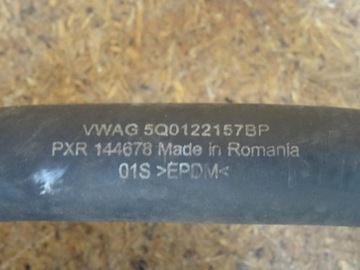 VWAG 5Q0122157BP
PXR 144678 Made in Romania
01S >EPDM<